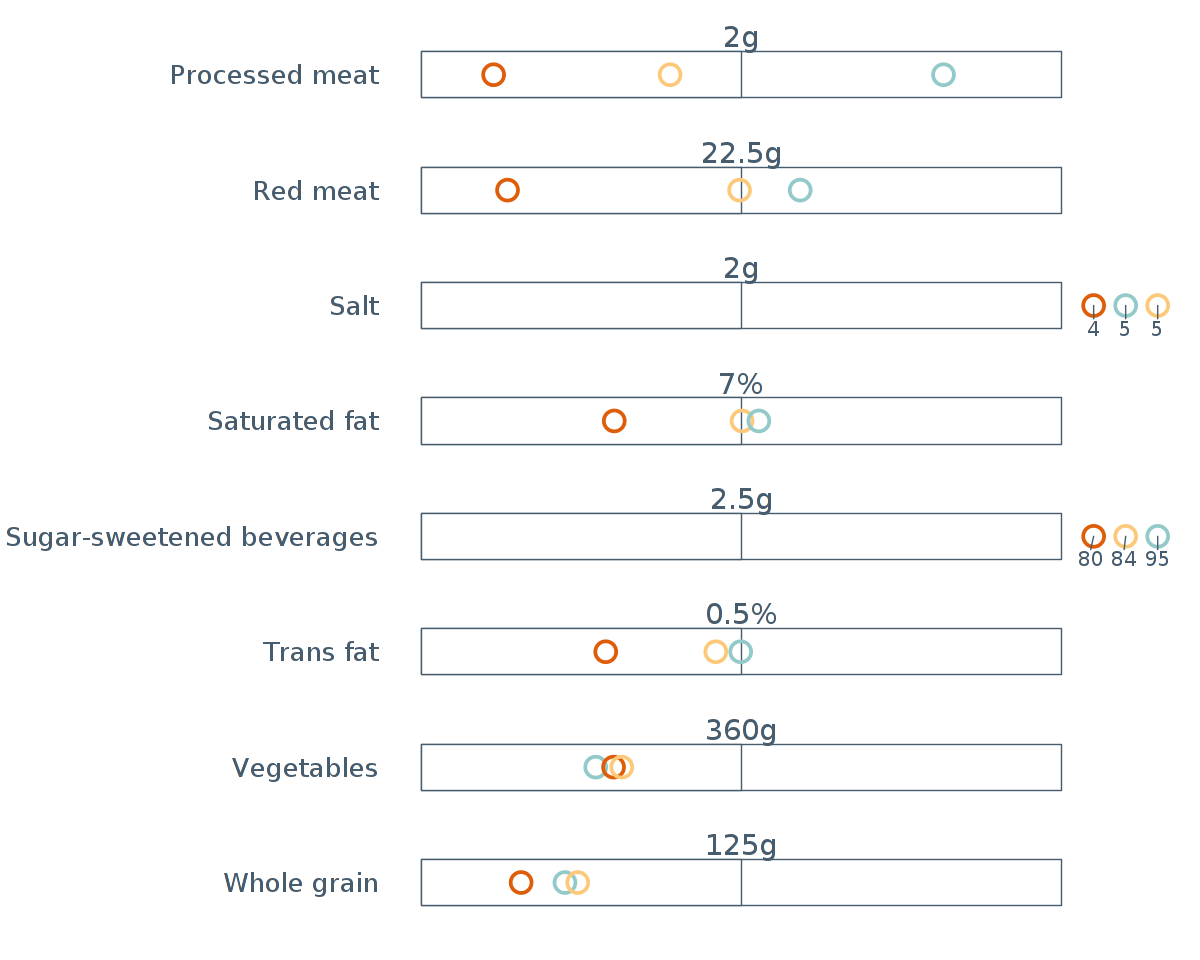 2g
Processed meat
22.5g
Red meat
2g
Salt
4 5 5
7%
Saturated fat
2.5g
Sugar-sweetened beverages
80 84 95
0.5%
Trans fat
360g
Vegetables
125g
Whole grain